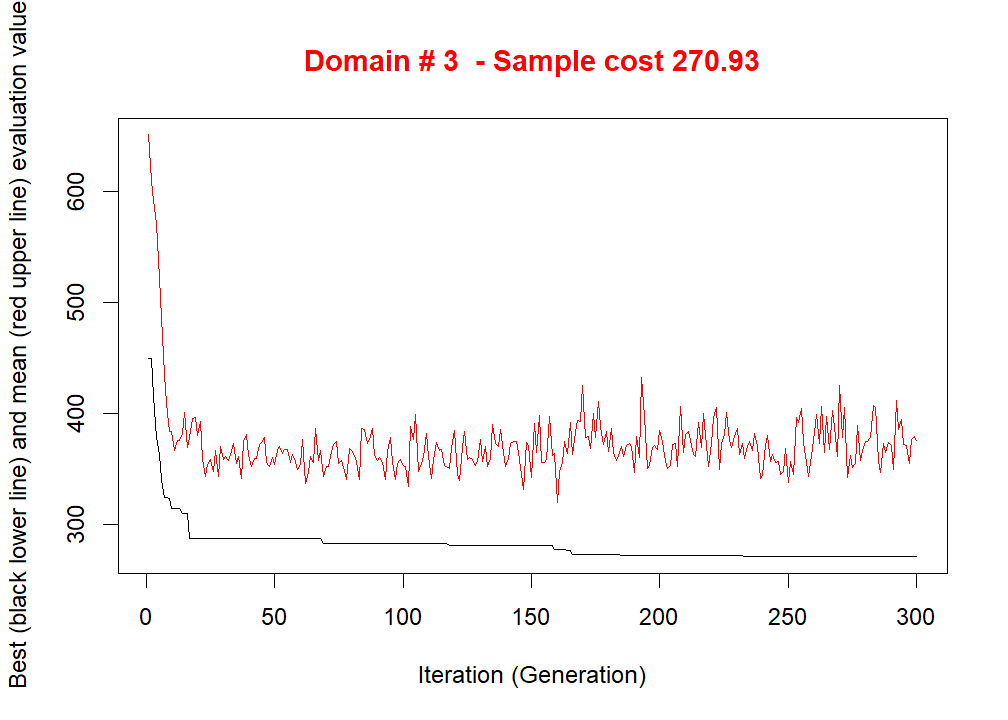 Domain # 3  - Sample cost 270.93
Best (black lower line) and mean (red upper line) evaluation value
600
500
400
300
0 50 100 150 200 250 300
Iteration (Generation)